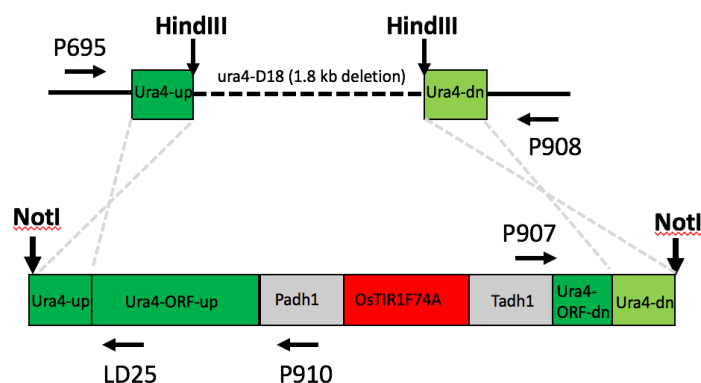 HindIII
HindIII
P695
ura4-D18 (1.8 kb deletion)
Ura4-up
Ura4-dn
P908
NotI
NotI
P907
Ura4-up
Ura4-ORF-up
Padh1
OsTIR1F74A
Tadh1
Ura4-
ORF-dn
Ura4-dn
LD25
P910